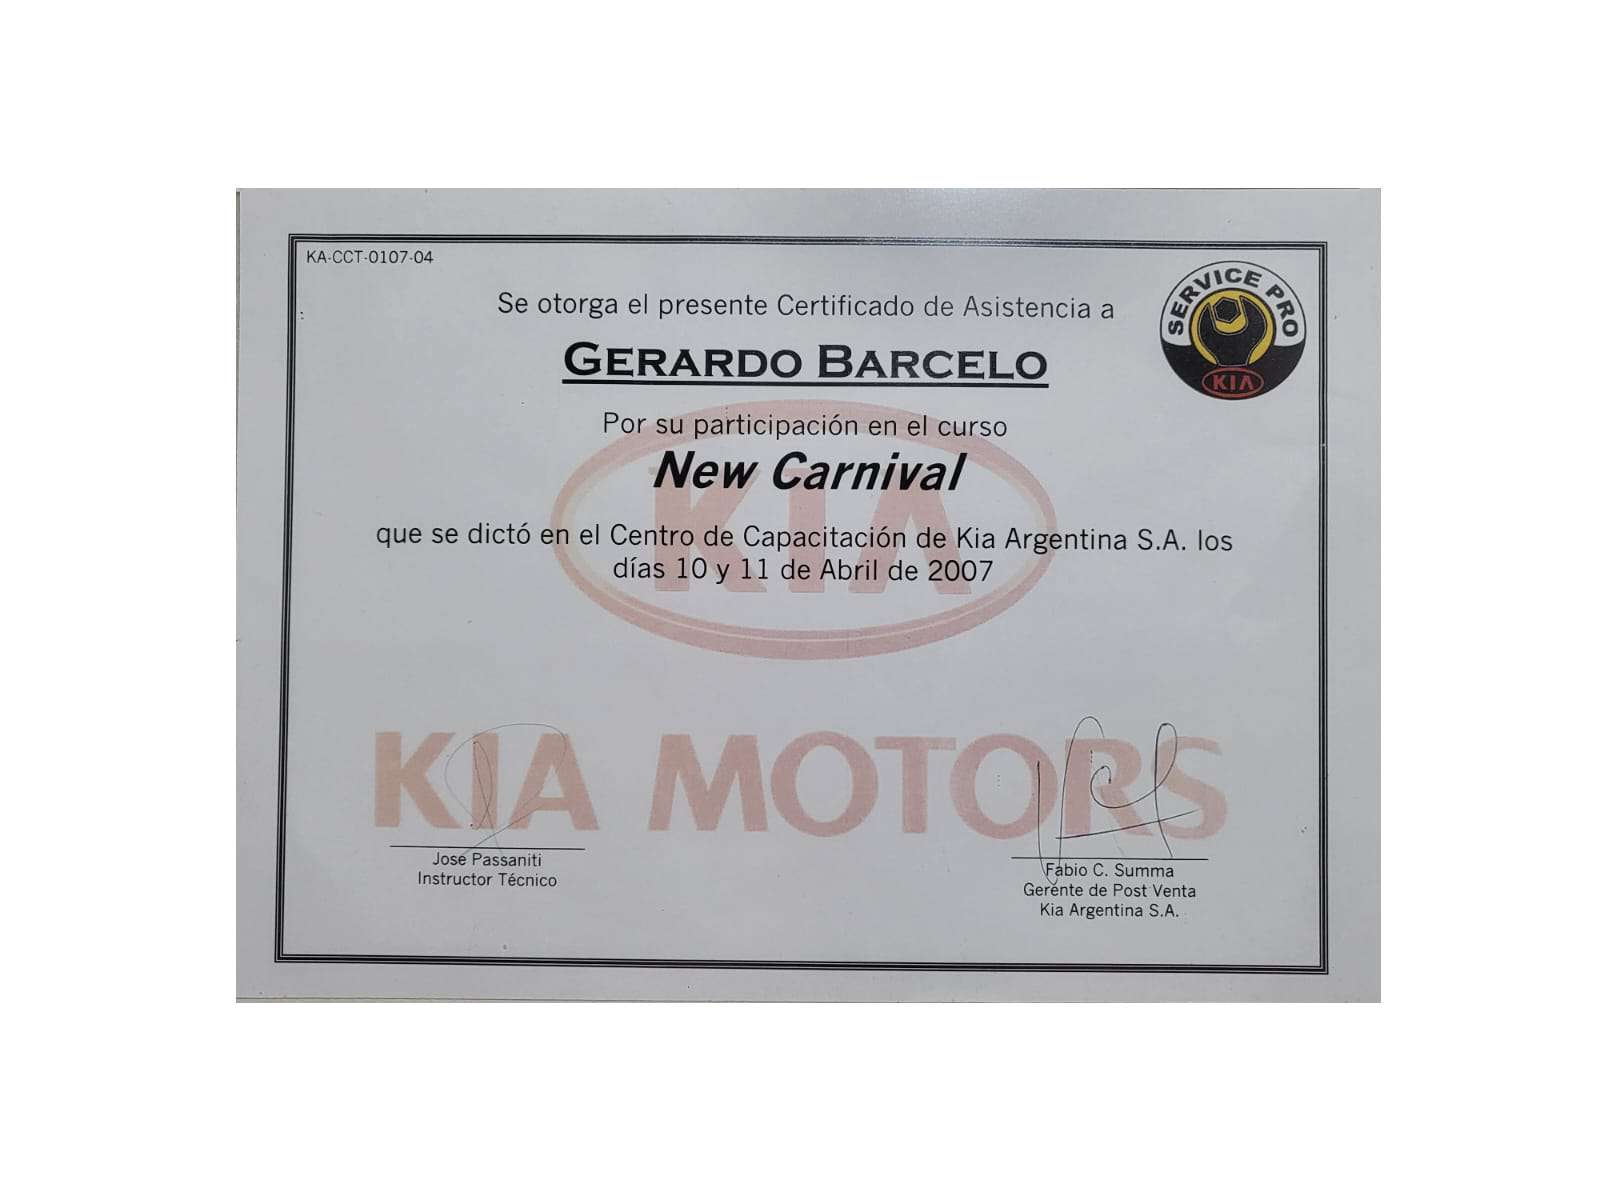 KA-CCT-0107-04
SERVICE PRO
KIA
Se otorga el presente Certificado de Asistencia a
GERARDO BARCELO
Por su participación en el curso
New Carnival
KIA
que se dictó en el Centro de Capacitación de Kia Argentina S.A. los
días 10 y 11 de Abril de 2007
KIA MOTORS
Jose Passaniti
Instructor Técnico
Fabio C. Summa
Gerente de Post Venta
Kia Argentina S.A.